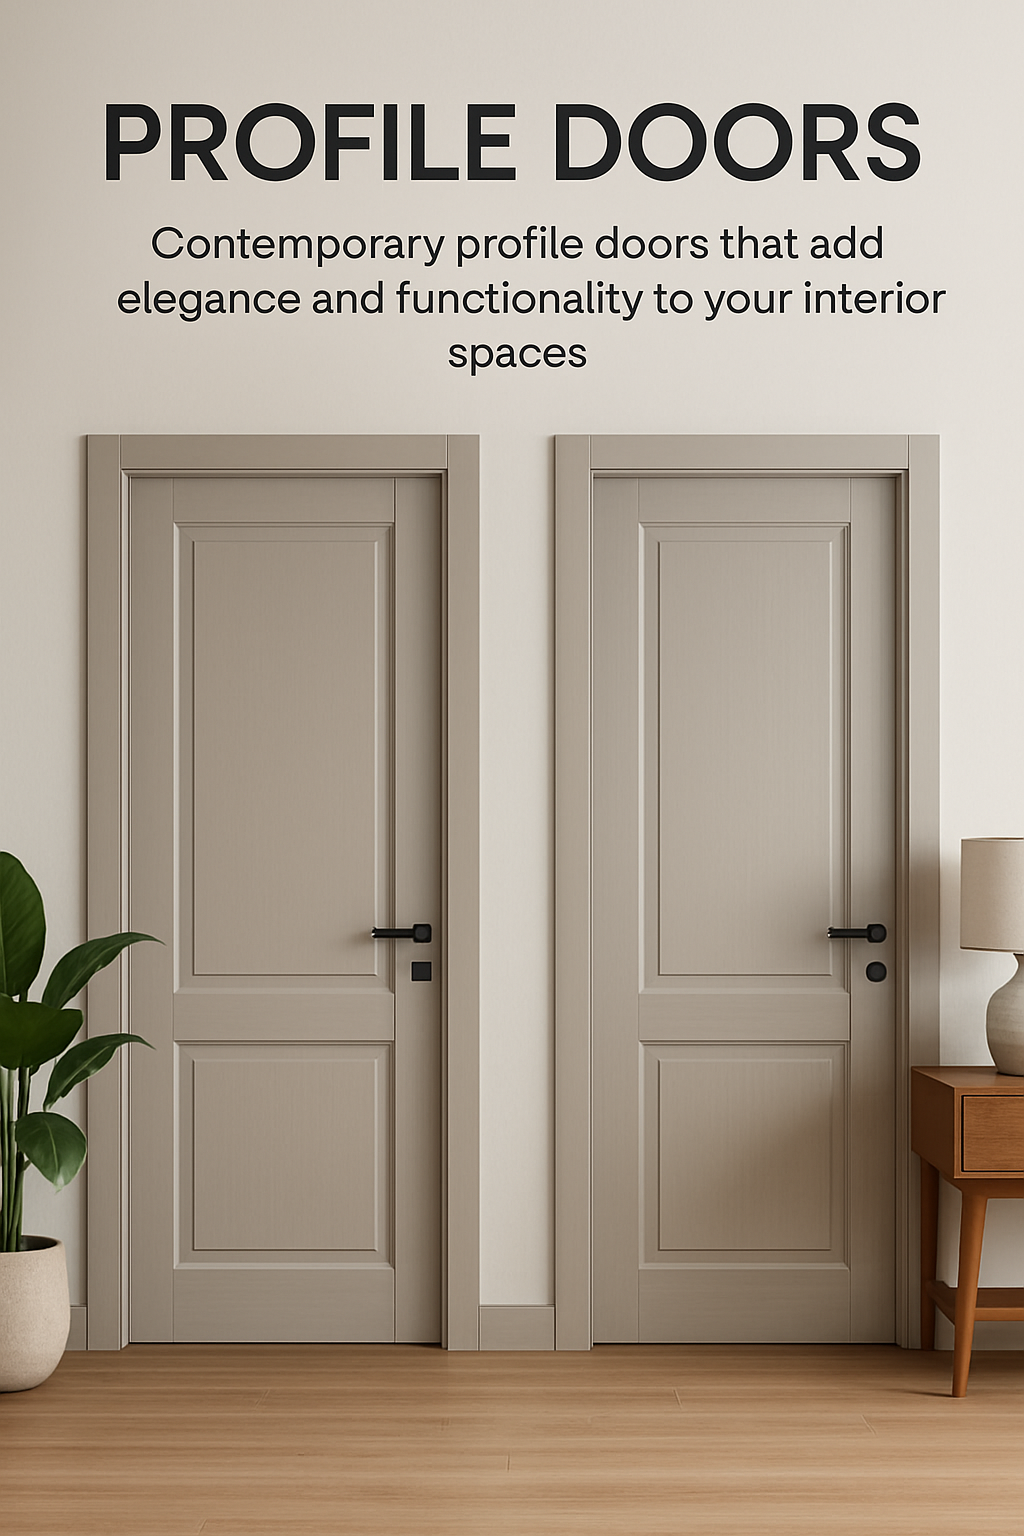 PROFILE DOORS
Contemporary profile doors that add
elegance and functionality to your interior
spaces